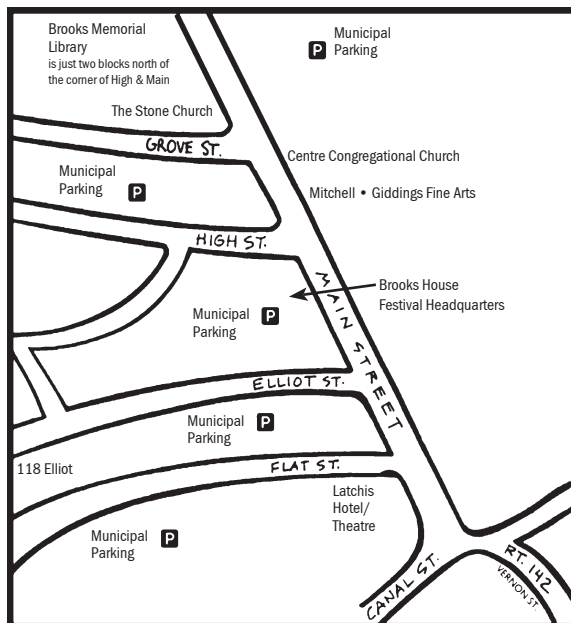 Brooks Memorial
Library
is just two blocks north of
the corner of High & Main
Municipal
P Parking
The Stone Church
GROVE ST.
Centre Congregational Church
Municipal
Parking P
Mitchell • Giddings Fine Arts
HIGH ST.
MAIN STREET
Brooks House
Festival Headquarters
Municipal P
Parking
ELLIOT ST.
Municipal P
Parking
118 Elliot
FLAT ST.
Latchis
Hotel/
Theatre
Municipal P
Parking
CANAL ST.
RT. 142
VERNON ST.